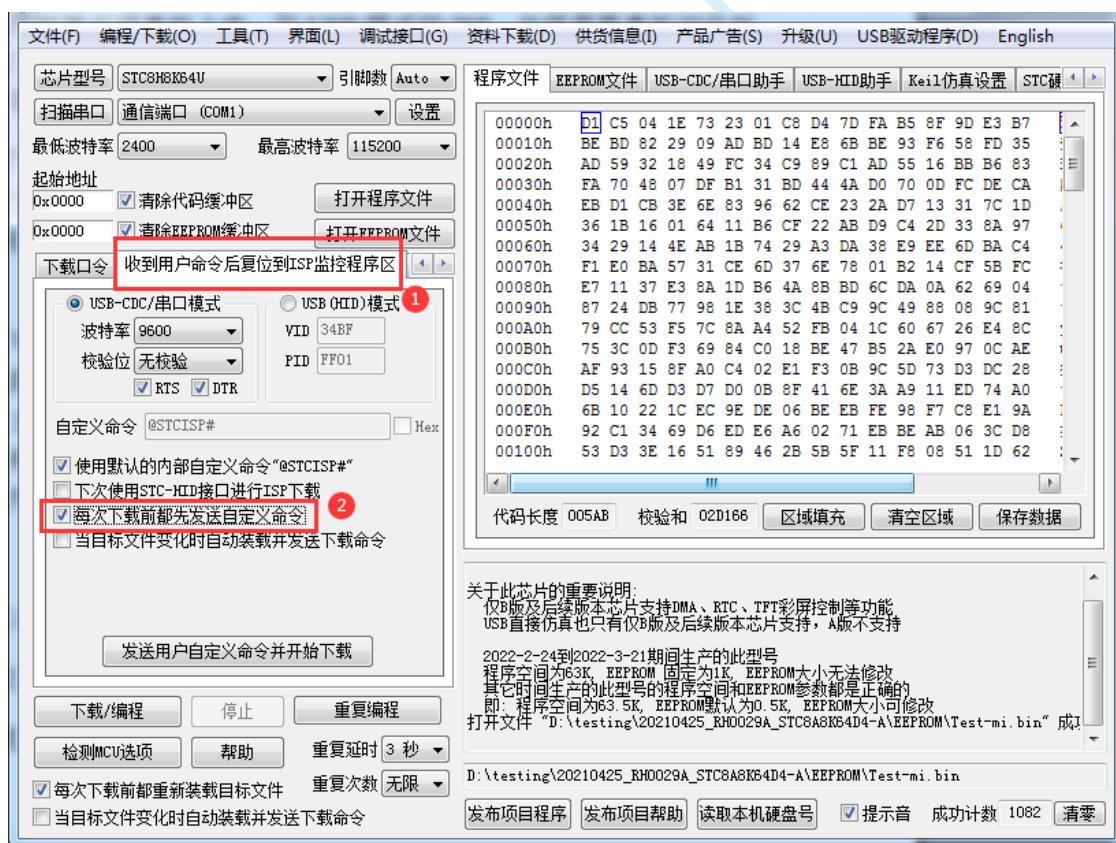 文件(F) 编程/下载(O) 工具(T) 界面(L) 调试接口(G) 资料下载(D) 供货信息(I) 产品广告(S) 升级(U) USB驱动程序(D) English
芯片型号 STC8H8K64U 引脚数 Auto
扫描串口 通信端口 (COM1) 设置
最低波特率 2400 最高波特率 115200
起始地址
0x0000 清除代码缓冲区 打开程序文件
0x0000 清除EEPROM缓冲区 打开EEPROM文件
下载口令 收到用户命令后复位到ISP监控程序区
1
USB-CDC/串口模式 USB(HID)模式
波特率 9600 VID 34BF
校验位 无校验 PID FF01
RTS DTR
自定义命令 @STCISP# Hex
使用默认的内部自定义命令"@STCISP#"
下次使用STC-HID接口进行ISP下载
每次下载前都先发送自定义命令
2
当目标文件变化时自动装载并发送下载命令
发送用户自定义命令并开始下载
下载/编程 停止 重复编程
检测MCU选项 帮助 重复延时 3 秒
每次下载前都重新装载目标文件 重复次数 无限
当目标文件变化时自动装载并发送下载命令
程序文件 EEPROM文件 USB-CDC/串口助手 USB-HID助手 Keil仿真设置 STC硬
00000h D1 C5 04 1E 73 23 01 C8 D4 7D FA B5 8F 9D E3 B7
00010h BE BD 82 29 09 AD BD 14 E8 6B BE 93 F6 58 FD 35
00020h AD 59 32 18 49 FC 34 C9 89 C1 AD 55 16 BB B6 83
00030h FA 70 48 07 DF B1 31 BD 44 4A D0 70 0D FC DE CA
00040h EB D1 CB 3E 6E 83 96 62 CE 23 2A D7 13 31 7C 1D
00050h 36 1B 16 01 64 11 B6 CF 22 AB D9 C4 2D 33 8A 97
00060h 34 29 14 4E AB 1B 74 29 A3 DA 38 E9 EE 6D BA C4
00070h F1 E0 BA 57 31 CE 6D 37 6E 78 01 B2 14 CF 5B FC
00080h E7 11 37 E3 8A 1D B6 4A 8B BD 6C DA 0A 62 69 04
00090h 87 24 DB 77 98 1E 38 3C 4B C9 9C 49 88 08 9C 81
000A0h 79 CC 53 F5 7C 8A A4 52 FB 04 1C 60 67 26 E4 8C
000B0h 75 3C 0D F3 69 84 C0 18 BE 47 B5 2A E0 97 0C AE
000C0h AF 93 15 8F A0 C4 02 E1 F3 0B 9C 5D 73 D3 DC 28
000D0h D5 14 6D D3 D7 D0 0B 8F 41 6E 3A A9 11 ED 74 A0
000E0h 6B 10 22 1C EC 9E DE 06 BE EB FE 98 F7 C8 E1 9A
000F0h 92 C1 34 69 D6 ED E6 A6 02 71 EB BE AB 06 3C D8
00100h 53 D3 3E 16 51 89 46 2B 5B 5F 11 F8 08 51 1D 62
代码长度 005AB 校验和 02D166 区域填充 清空区域 保存数据
关于此芯片的重要说明:
仅B版及后续版本芯片支持DMA、RTC、TFT彩屏控制等功能
USB直接仿真也只有仅B版及后续版本芯片支持，A版不支持
2022-2-24到2022-3-21期间生产的此型号
程序空间为63K, EEPROM 固定为1K, EEPROM大小无法修改
其它时间生产的此型号的程序空间和EEPROM参数都是正确的
即: 程序空间为63.5K, EEPROM默认为0.5K, EEPROM大小可修改
打开文件 "D:\testing\20210425_RH0029A_STC8A8K64D4-A\EEPROM\Test-mi.bin" 成功
D:\testing\20210425_RH0029A_STC8A8K64D4-A\EEPROM\Test-mi.bin
发布项目程序 发布项目帮助 读取本机硬盘号 提示音 成功计数 1082 清零